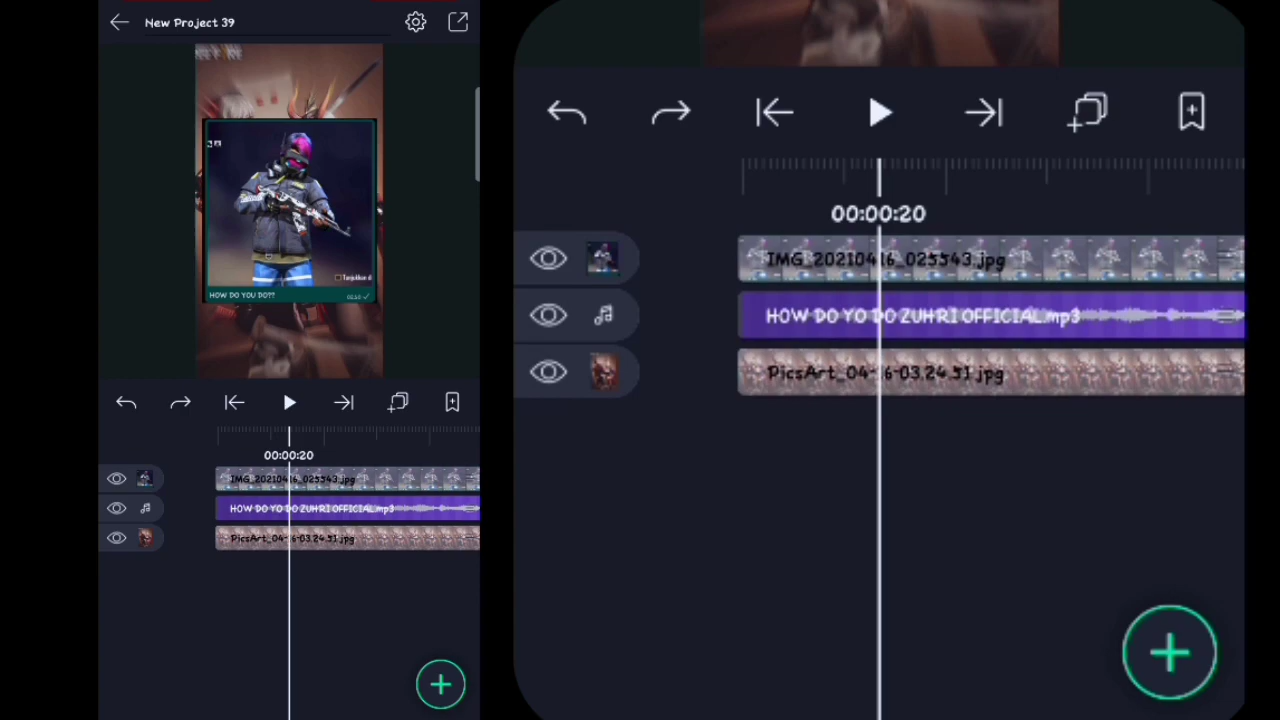 New Project 39
HOW DO YOU DO??
00:00:20
IMG_20210416_025543.jpg
HOW DO YO DO ZUHRI OFFICIAL.mp3
PicsArt_04-16-03.24.51.jpg
00:00:20
IMG_20210416_025543.jpg
HOW DO YO DO ZUHRI OFFICIAL.mp3
PicsArt_04-16-03.24.51.jpg